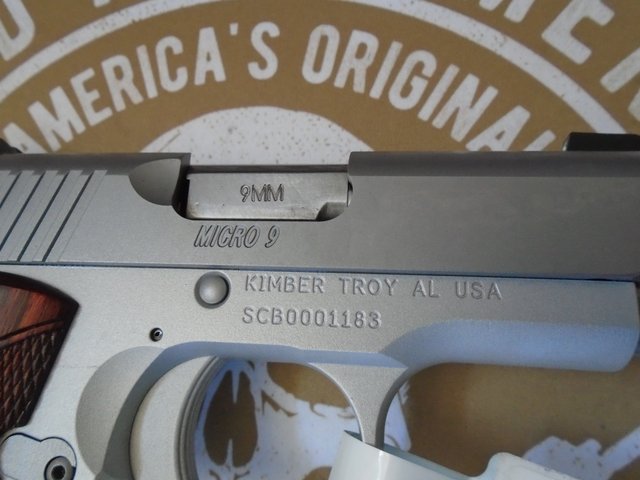 AMERICA'S ORIGINAL
9MM
MICRO 9
KIMBER TROY AL USA
SCB0001183